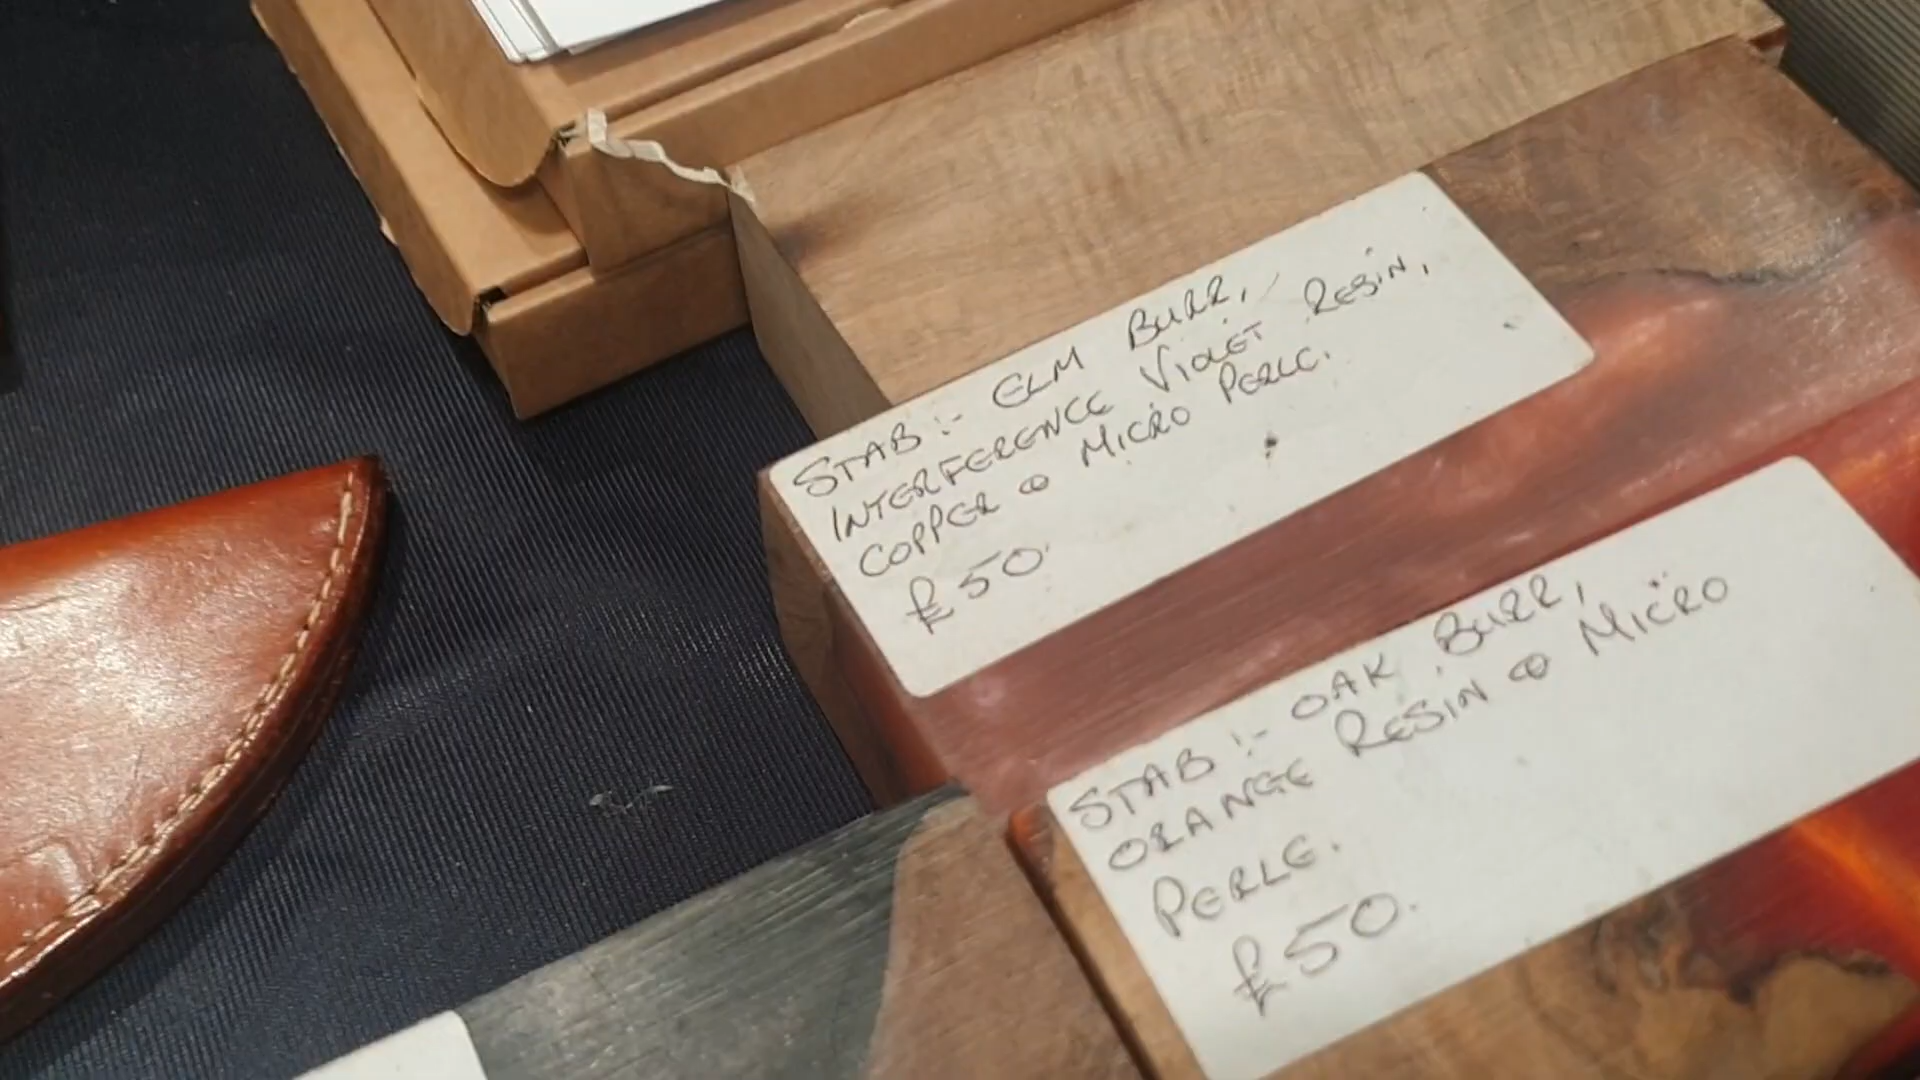 STAB :- ELM BURR,
INTERFERENCE VIOLET RESIN,
COPPER & MICRO PERLE.
£50
STAB :- OAK BURR,
ORANGE RESIN & MICRO
PERLE.
£50.